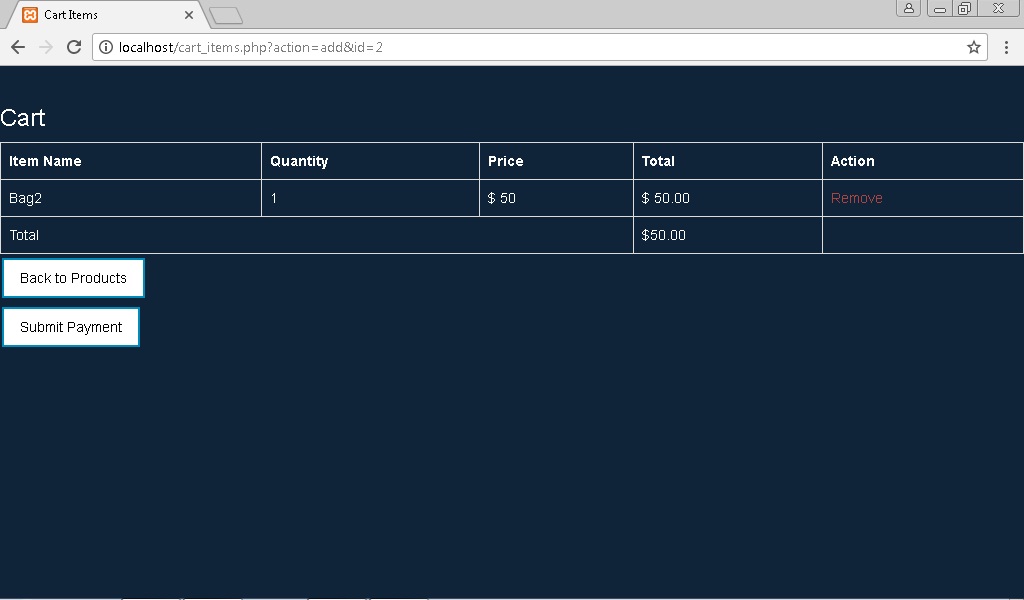 Cart Items
localhost/cart_items.php?action=add&id=2
Cart
Item Name Quantity Price Total Action
Bag2 1 $ 50 $ 50.00 Remove
Total $50.00
Back to Products
Submit Payment